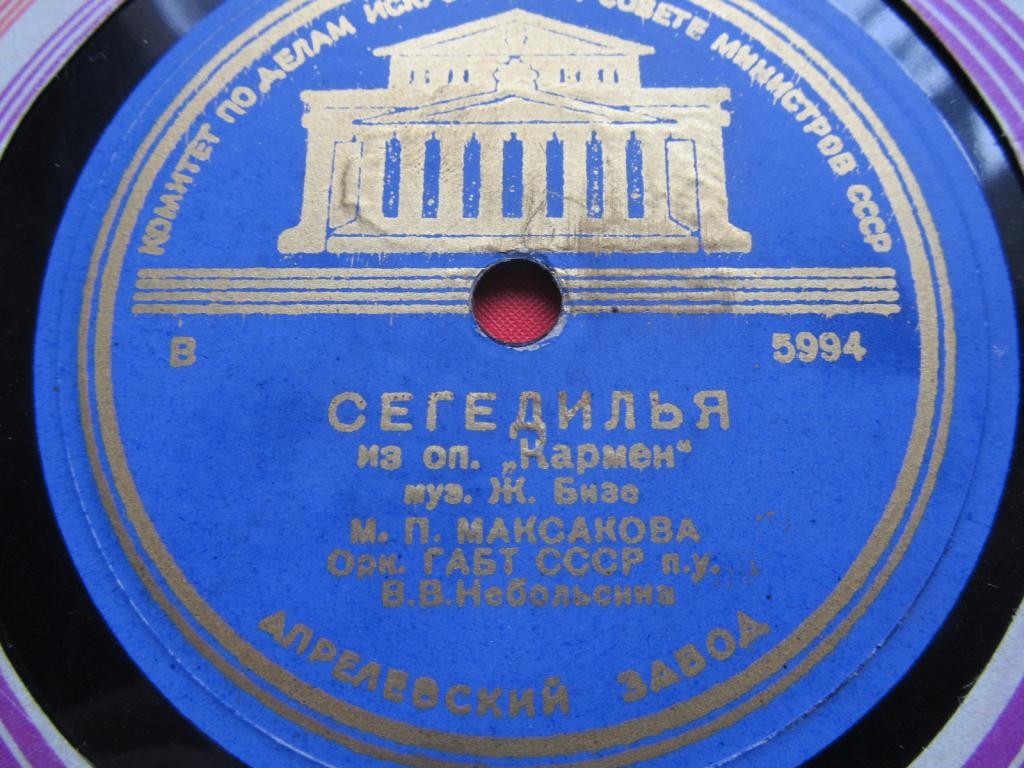 КОМИТЕТ ПО ДЕЛАМ СОВЕТЕ МИНИСТРОВ СССР
В 5994
СЕГЕДИЛЬЯ
из оп. „Кармен“
муз. Ж. Бизе
М. П. МАКСАКОВА
Орк. ГАБТ СССР п.у.
В.В.Небольсина
АПРЕЛЕВСКИЙ ЗАВОД